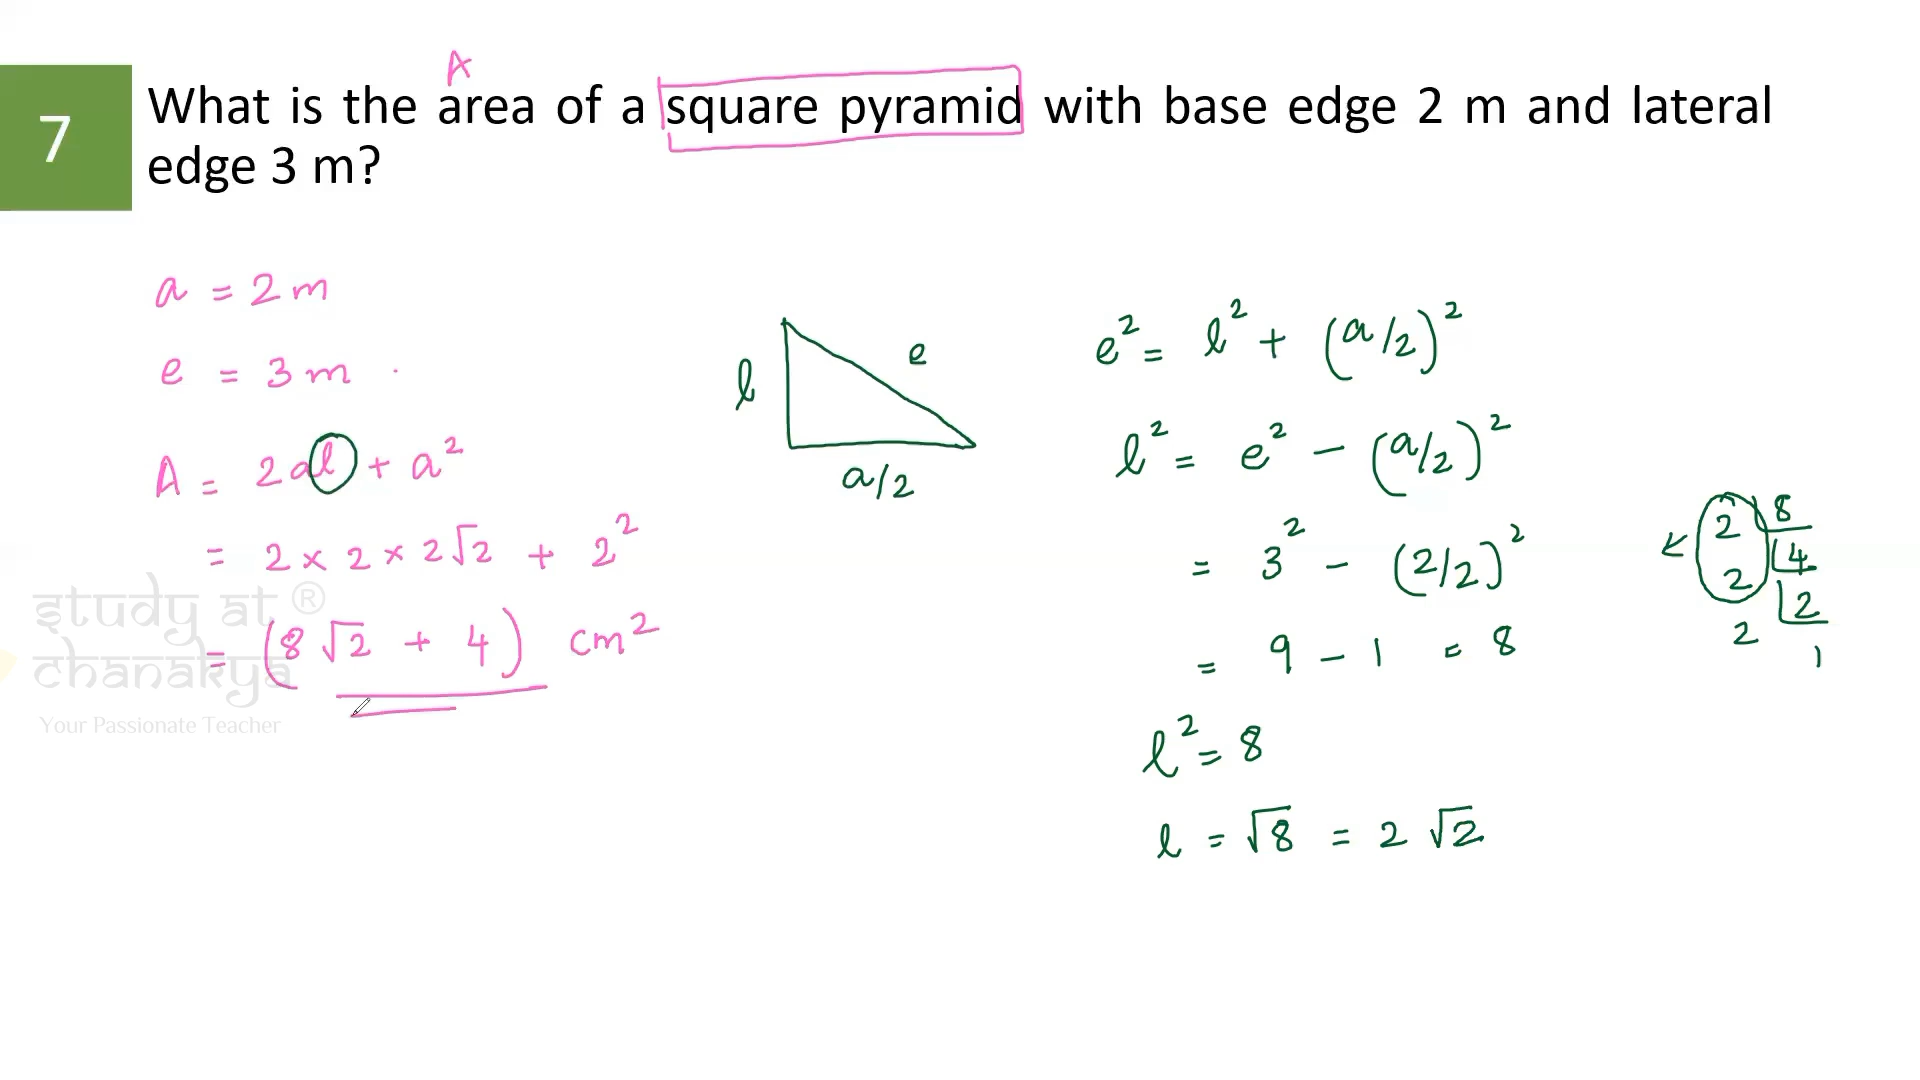 A
7
What is the area of a square pyramid with base edge 2 m and lateral
edge 3 m?
a = 2 m
e = 3 m .
A = 2al + a²
= 2 × 2 × 2√2 + 2²
= (8√2 + 4) cm²
study at ®
chanakya
Your Passionate Teacher
l
e
a/2
e² = l² + (a/2)²
l² = e² - (a/2)²
= 3² - (2/2)²
= 9 - 1 = 8
l² = 8
l = √8 = 2√2
2 8
2 4
2 2
1